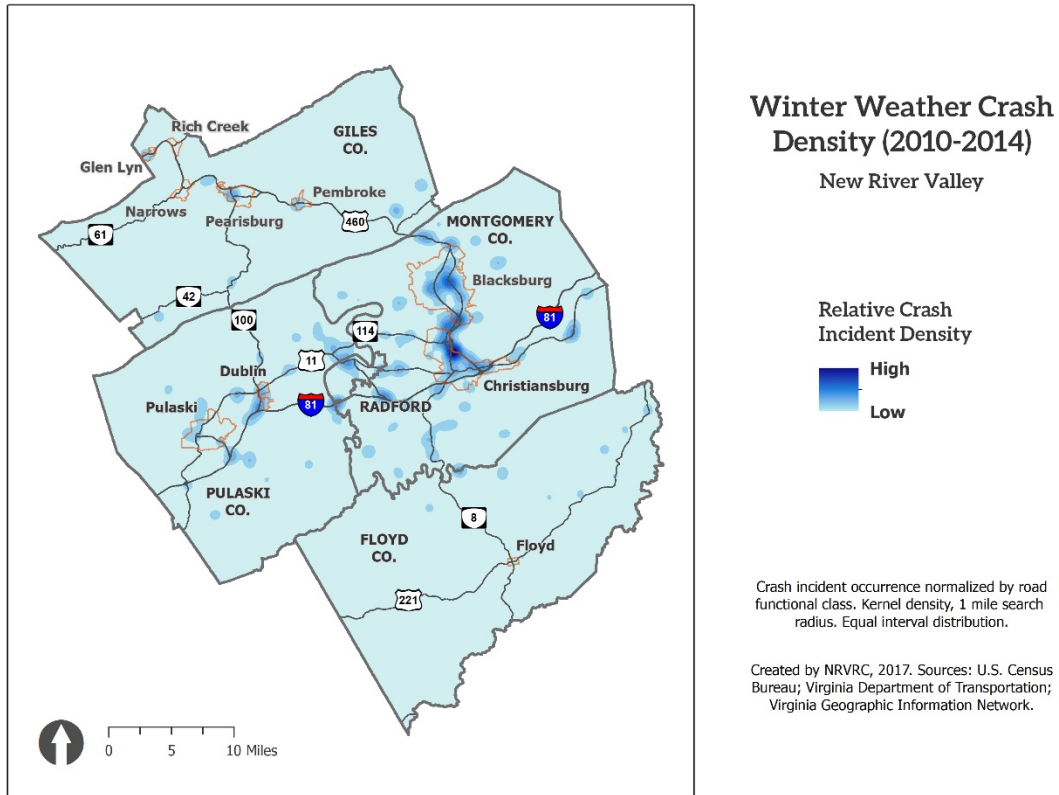 Winter Weather Crash
Density (2010-2014)
New River Valley
Rich Creek
GILES
CO.
Glen Lyn
Pembroke
Narrows
Pearisburg
460
MONTGOMERY
CO.
61
Blacksburg
42
81
100
114
11
Dublin
Christiansburg
Pulaski
81
RADFORD
PULASKI
CO.
8
FLOYD
CO.
Floyd
221
0 5 10 Miles
Relative Crash
Incident Density
High
Low
Crash incident occurrence normalized by road
functional class. Kernel density, 1 mile search
radius. Equal interval distribution.
Created by NRVRC, 2017. Sources: U.S. Census
Bureau; Virginia Department of Transportation;
Virginia Geographic Information Network.